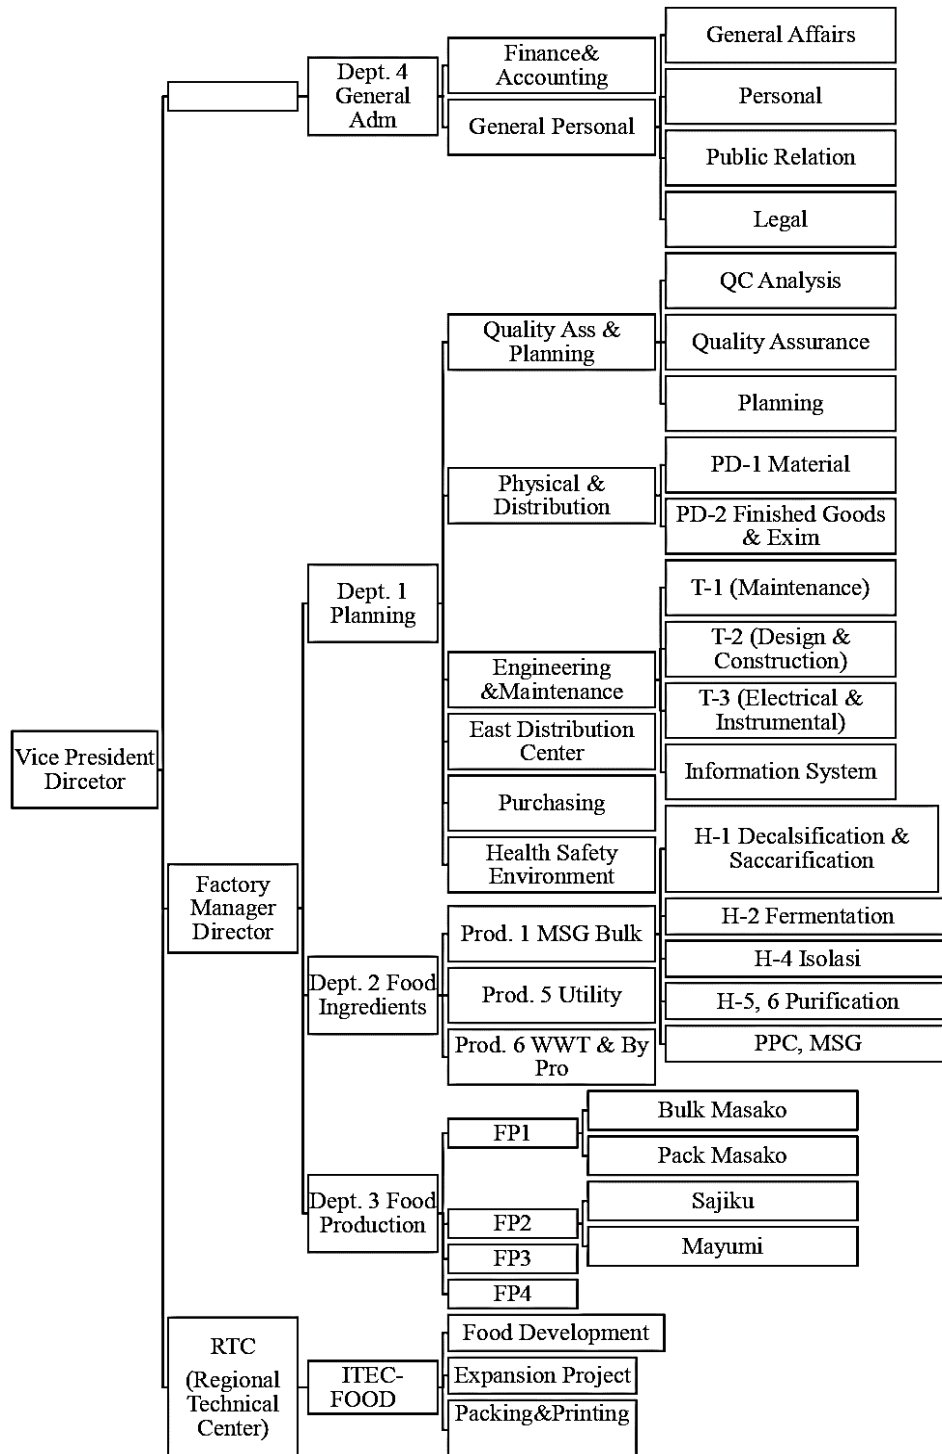 Vice President
Dircetor
Dept. 4
General
Adm
Finance&
Accounting
General Personal
General Affairs
Personal
Public Relation
Legal
Factory
Manager
Director
Dept. 1
Planning
Quality Ass &
Planning
QC Analysis
Quality Assurance
Planning
Physical &
Distribution
PD-1 Material
PD-2 Finished Goods
& Exim
Engineering
&Maintenance
T-1 (Maintenance)
T-2 (Design &
Construction)
T-3 (Electrical &
Instrumental)
Information System
East Distribution
Center
Purchasing
Health Safety
Environment
Dept. 2 Food
Ingredients
Prod. 1 MSG Bulk
H-1 Decalsification &
Saccarification
H-2 Fermentation
H-4 Isolasi
H-5, 6 Purification
PPC, MSG
Prod. 5 Utility
Prod. 6 WWT & By
Pro
Dept. 3 Food
Production
FP1
Bulk Masako
Pack Masako
FP2
Sajiku
Mayumi
FP3
FP4
RTC
(Regional
Technical
Center)
ITEC-
FOOD
Food Development
Expansion Project
Packing&Printing